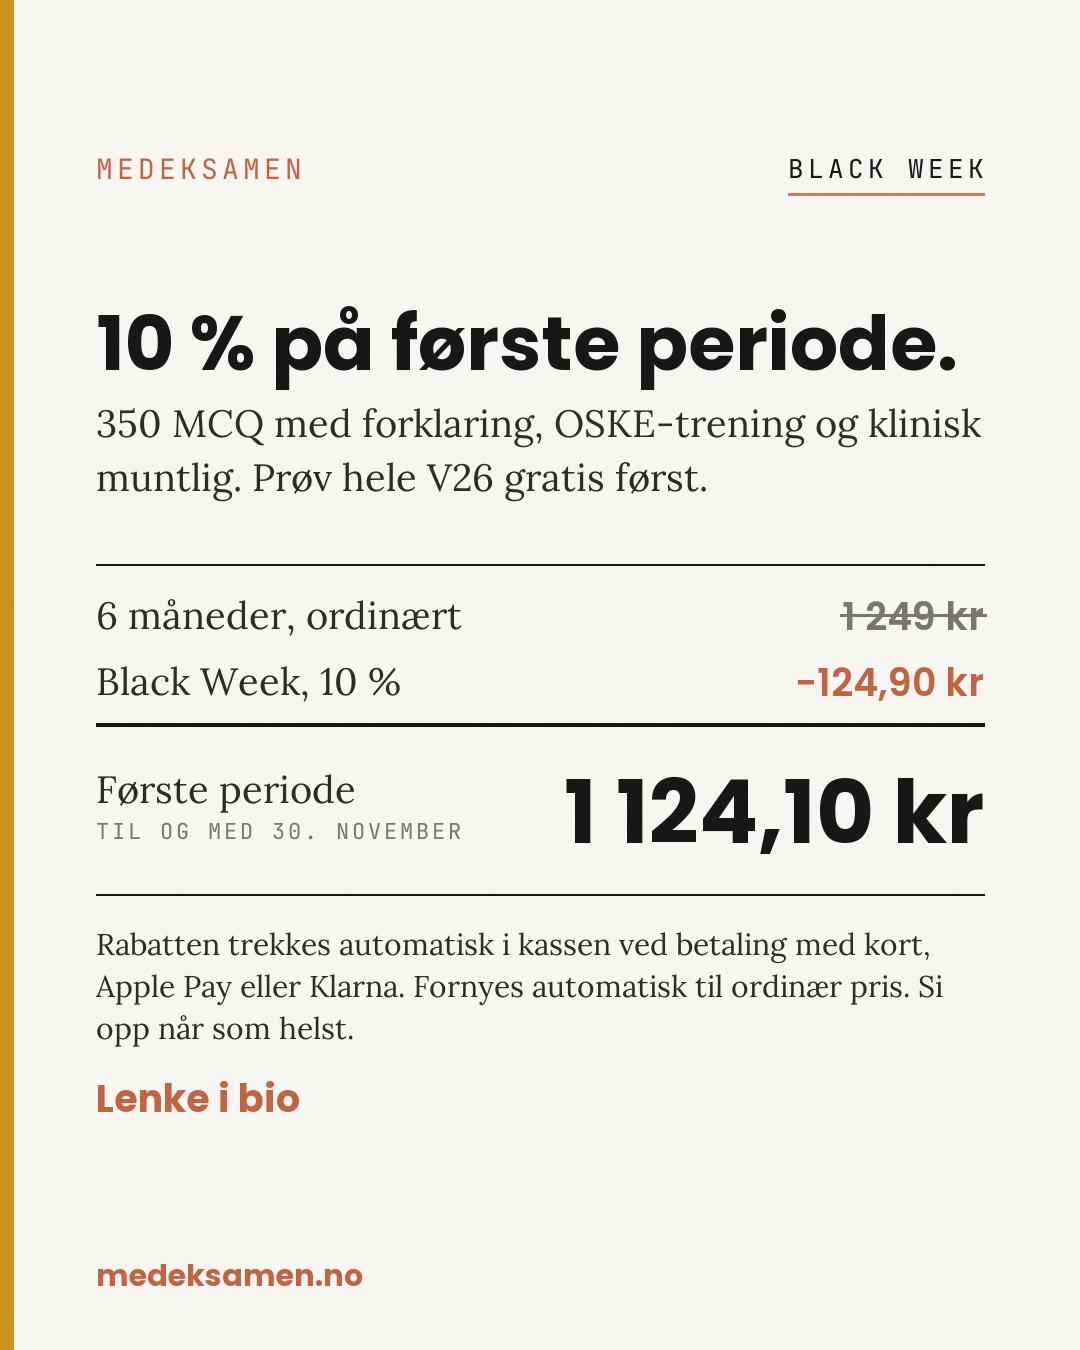 MEDEKSAMEN
BLACK WEEK
10 % på første periode.
350 MCQ med forklaring, OSKE-trening og klinisk
muntlig. Prøv hele V26 gratis først.
6 måneder, ordinært
1 249 kr
Black Week, 10 %
−124,90 kr
Første periode
TIL OG MED 30. NOVEMBER
1 124,10 kr
Rabatten trekkes automatisk i kassen ved betaling med kort,
Apple Pay eller Klarna. Fornyes automatisk til ordinær pris. Si
opp når som helst.
Lenke i bio
medeksamen.no